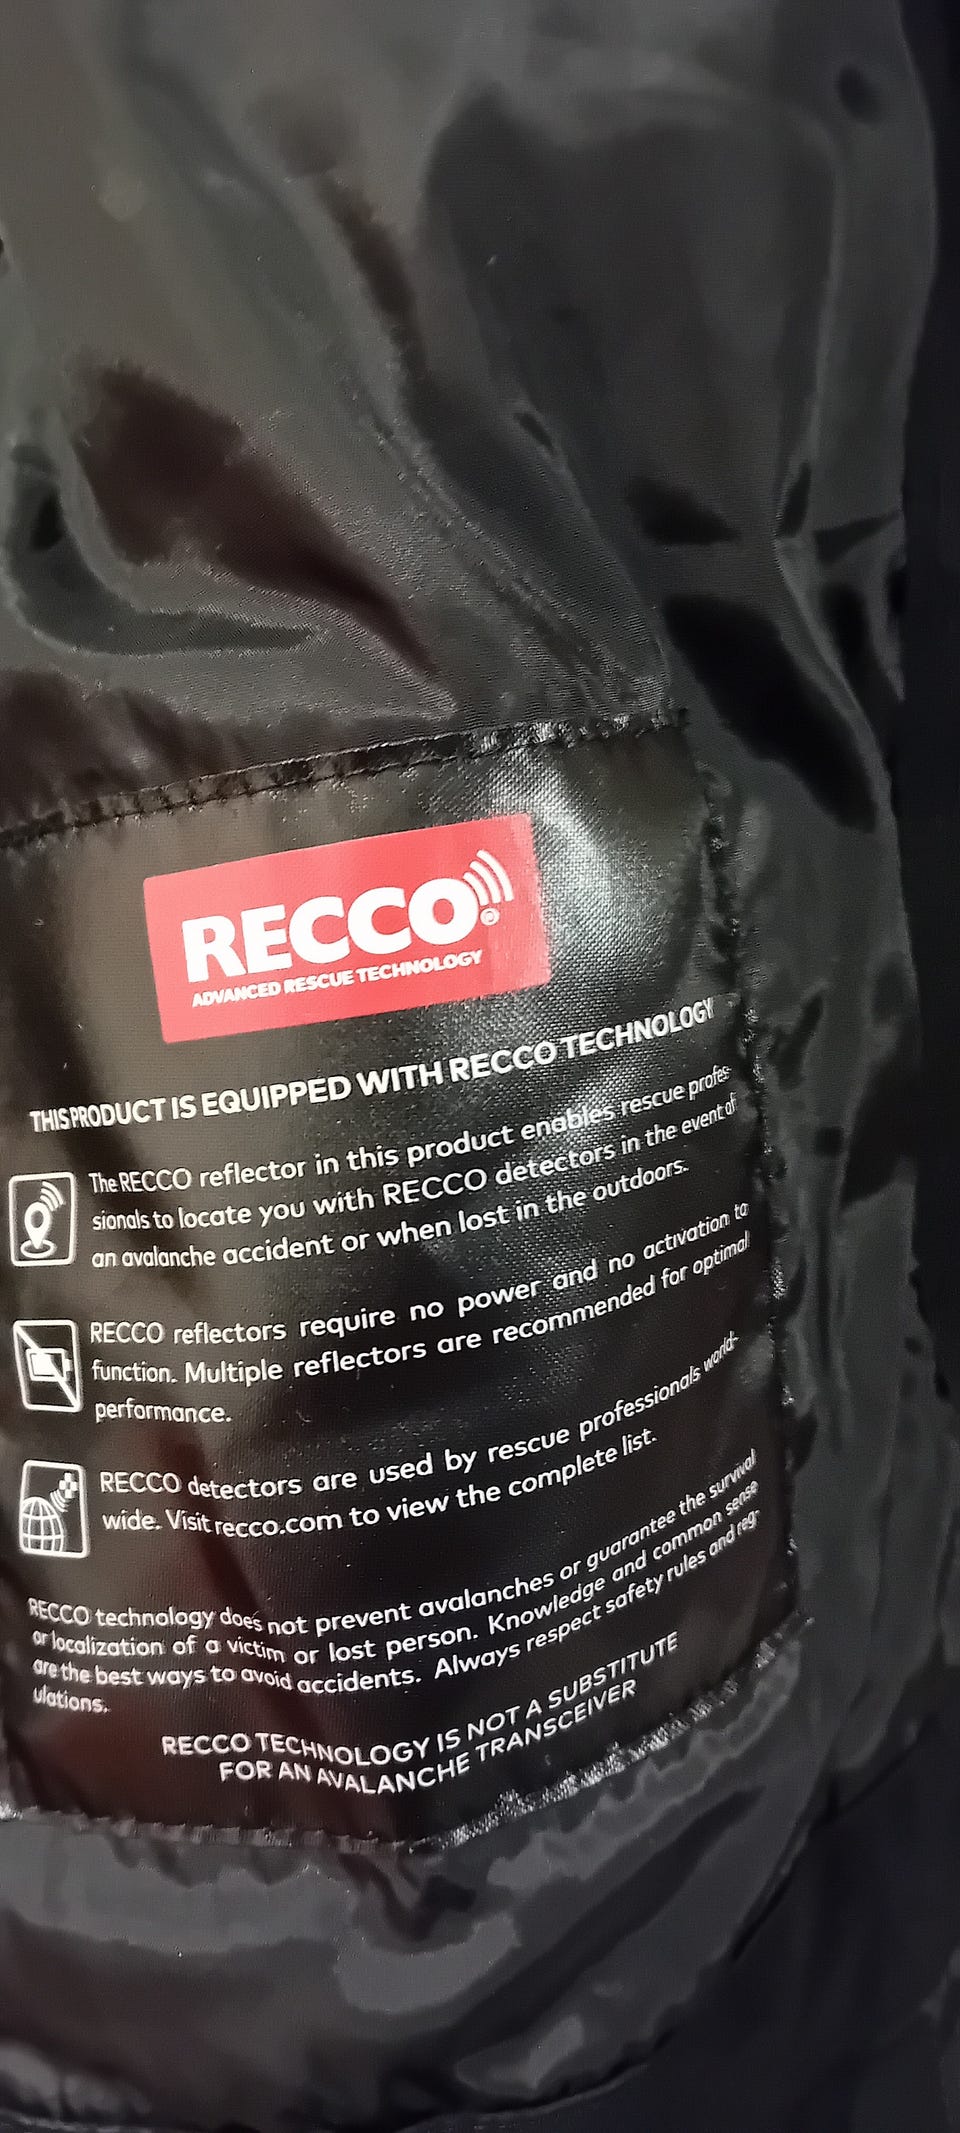 RECCO®
ADVANCED RESCUE TECHNOLOGY
THIS PRODUCT IS EQUIPPED WITH RECCO TECHNOLOGY
The RECCO reflector in this product enables rescue profes-
sionals to locate you with RECCO detectors in the event of
an avalanche accident or when lost in the outdoors.
RECCO reflectors require no power and no activation to
function. Multiple reflectors are recommended for optimal
performance.
RECCO detectors are used by rescue professionals world-
wide. Visit recco.com to view the complete list.
RECCO technology does not prevent avalanches or guarantee the survival
or localization of a victim or lost person. Knowledge and common sense
are the best ways to avoid accidents. Always respect safety rules and reg-
ulations.
RECCO TECHNOLOGY IS NOT A SUBSTITUTE
FOR AN AVALANCHE TRANSCEIVER